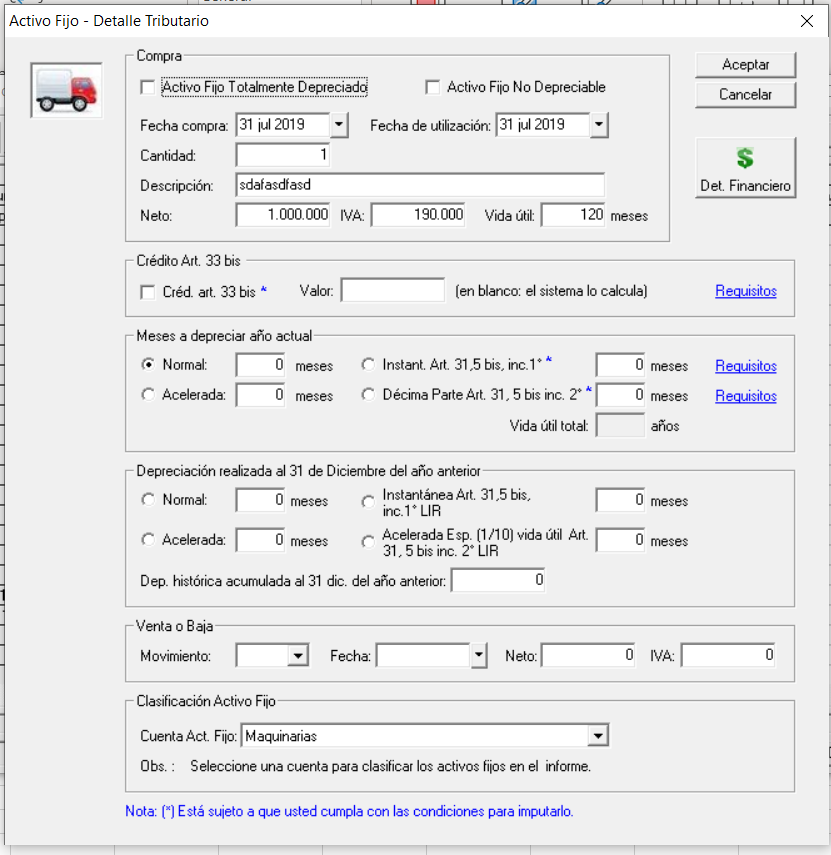 Activo Fijo - Detalle Tributario
Compra
Activo Fijo Totalmente Depreciado Activo Fijo No Depreciable
Aceptar
Cancelar
Fecha compra: 31 jul 2019 Fecha de utilización: 31 jul 2019
Cantidad: 1
Descripción: sdafasdfasd
Neto: 1.000.000 IVA: 190.000 Vida útil: 120 meses
$
Det. Financiero
Crédito Art. 33 bis
Créd. art. 33 bis * Valor: (en blanco: el sistema lo calcula) Requisitos
Meses a depreciar año actual
Normal: 0 meses Instant. Art. 31,5 bis, inc.1° * 0 meses Requisitos
Acelerada: 0 meses Décima Parte Art. 31, 5 bis inc. 2° * 0 meses Requisitos
Vida útil total: años
Depreciación realizada al 31 de Diciembre del año anterior
Normal: 0 meses Instantánea Art. 31,5 bis, inc.1° LIR 0 meses
Acelerada: 0 meses Acelerada Esp. (1/10) vida útil Art. 31, 5 bis inc. 2° LIR 0 meses
Dep. histórica acumulada al 31 dic. del año anterior: 0
Venta o Baja
Movimiento: Fecha: Neto: 0 IVA: 0
Clasificación Activo Fijo
Cuenta Act. Fijo: Maquinarias
Obs. : Seleccione una cuenta para clasificar los activos fijos en el informe.
Nota: (*) Está sujeto a que usted cumpla con las condiciones para imputarlo.